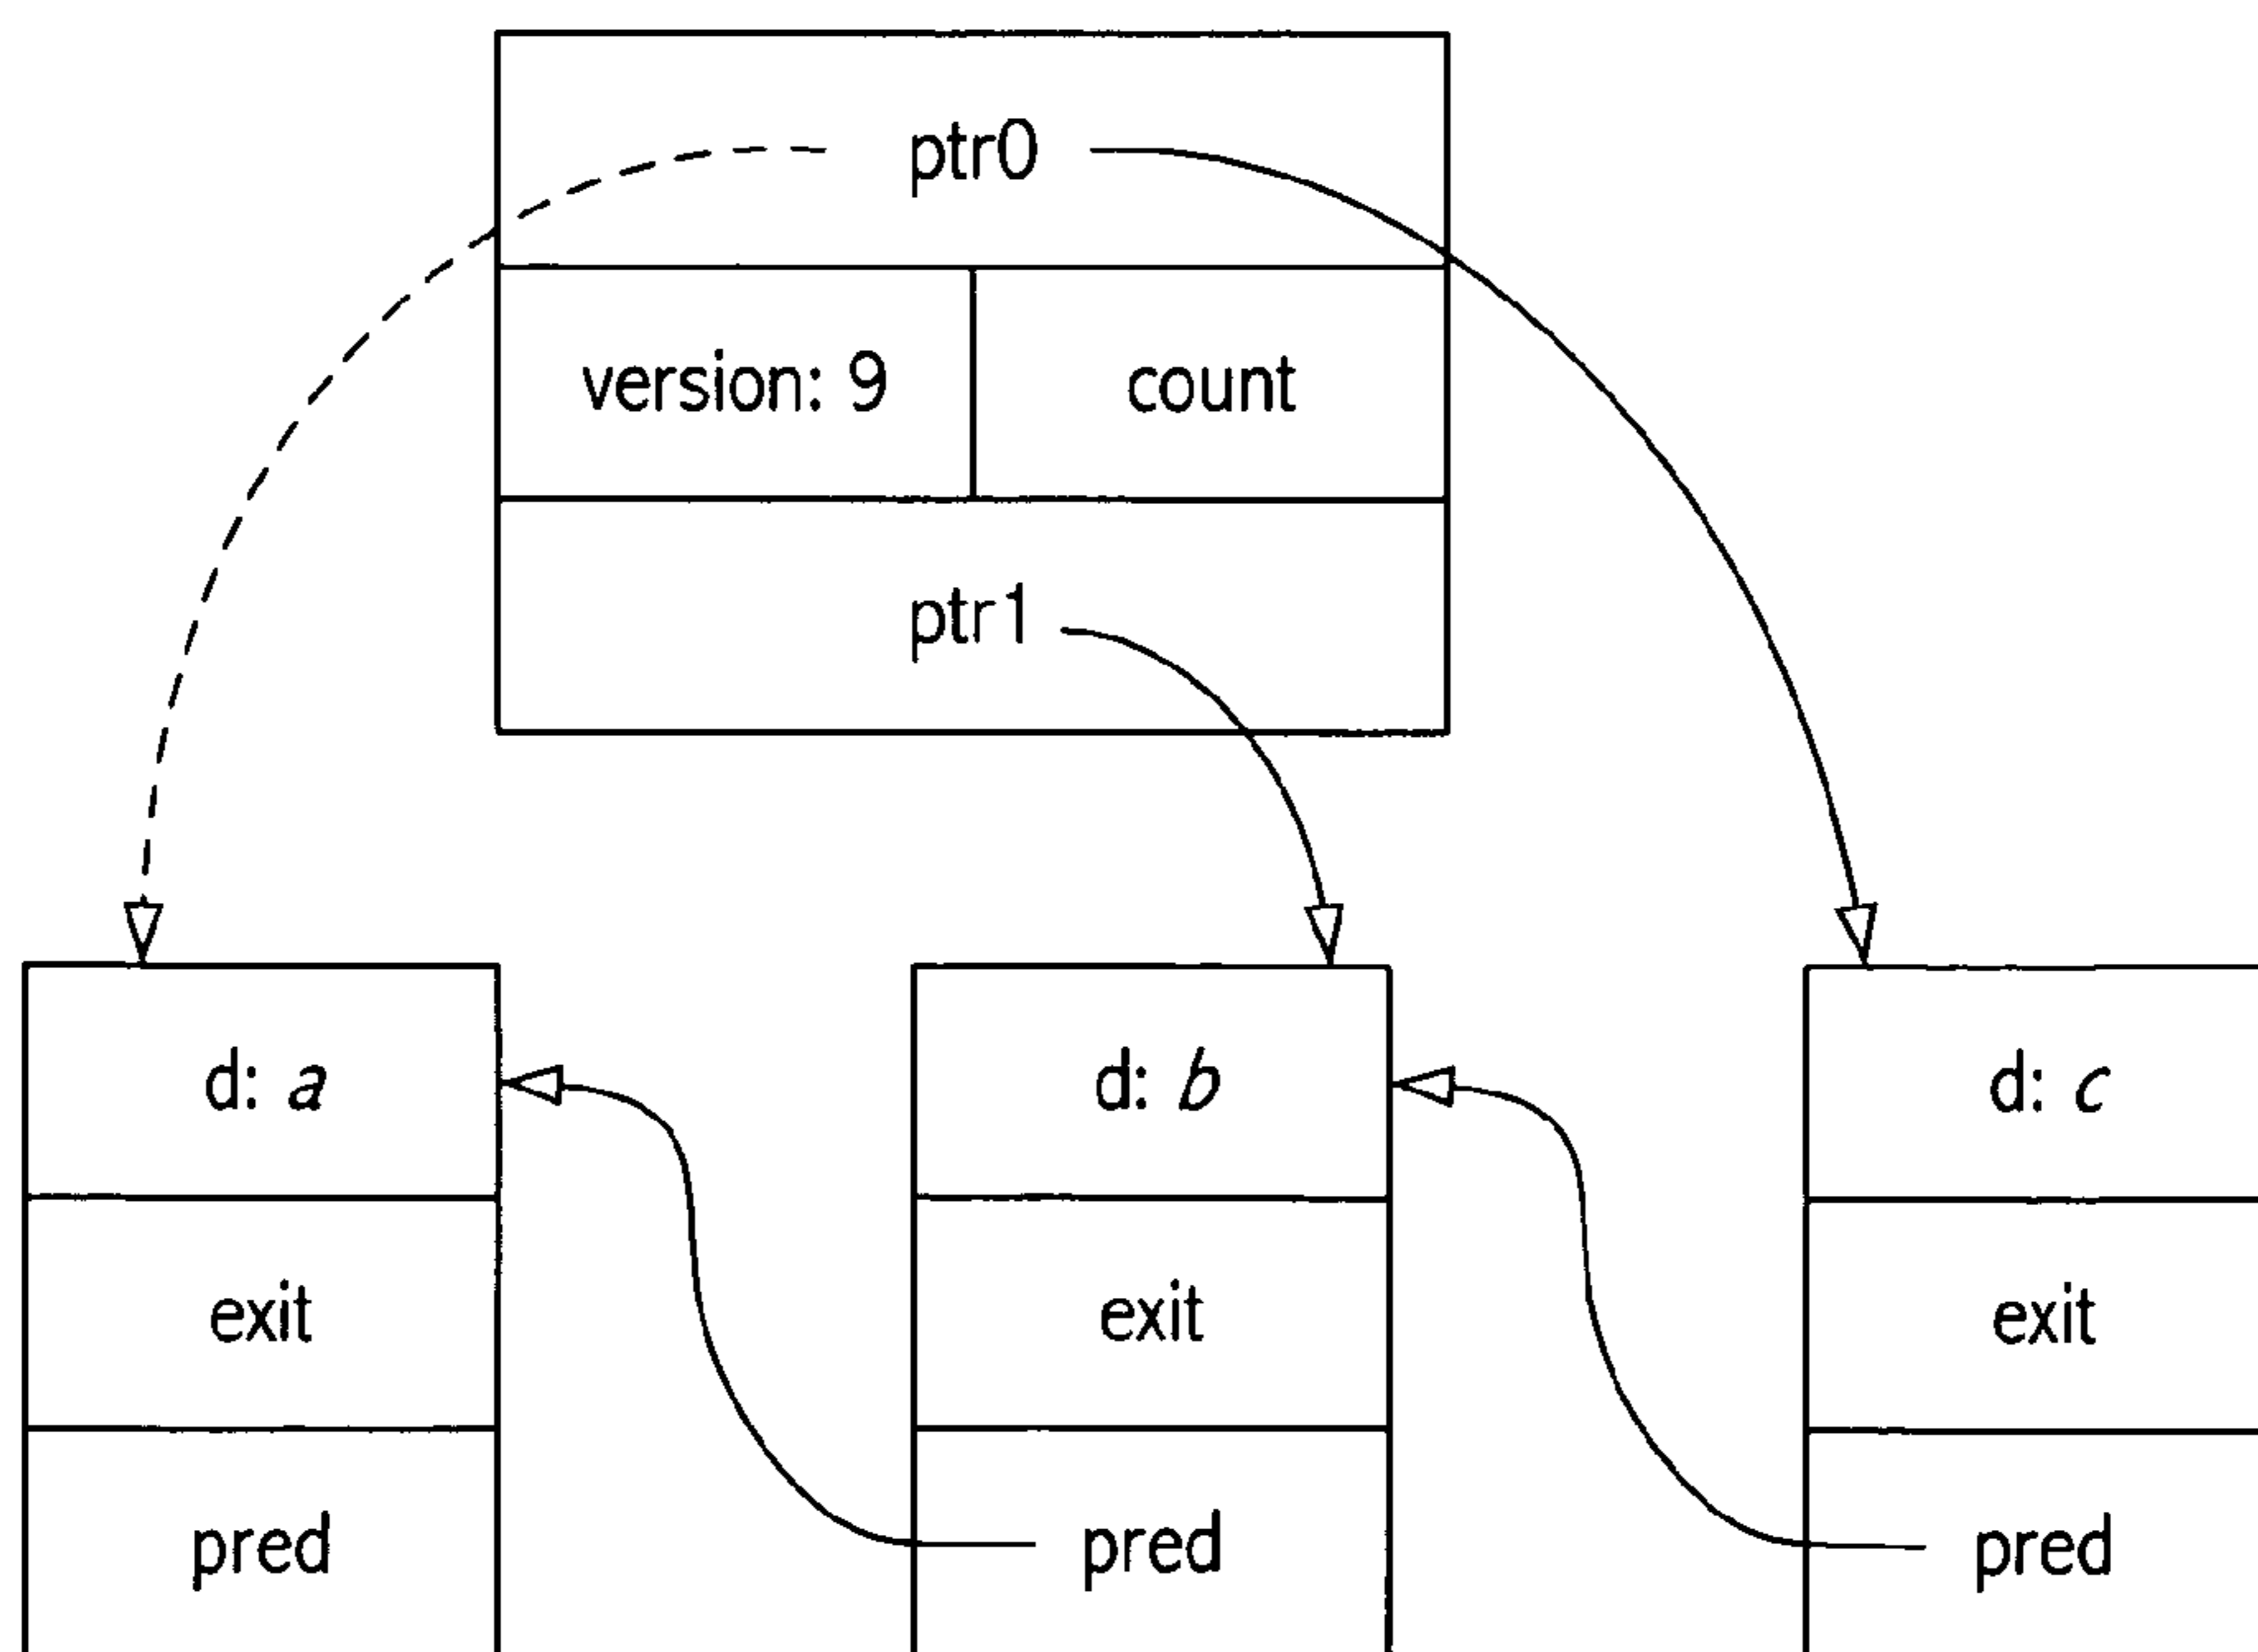 ptr0
version: 9 count
ptr1
d: a d: b d: c
exit exit exit
pred pred pred